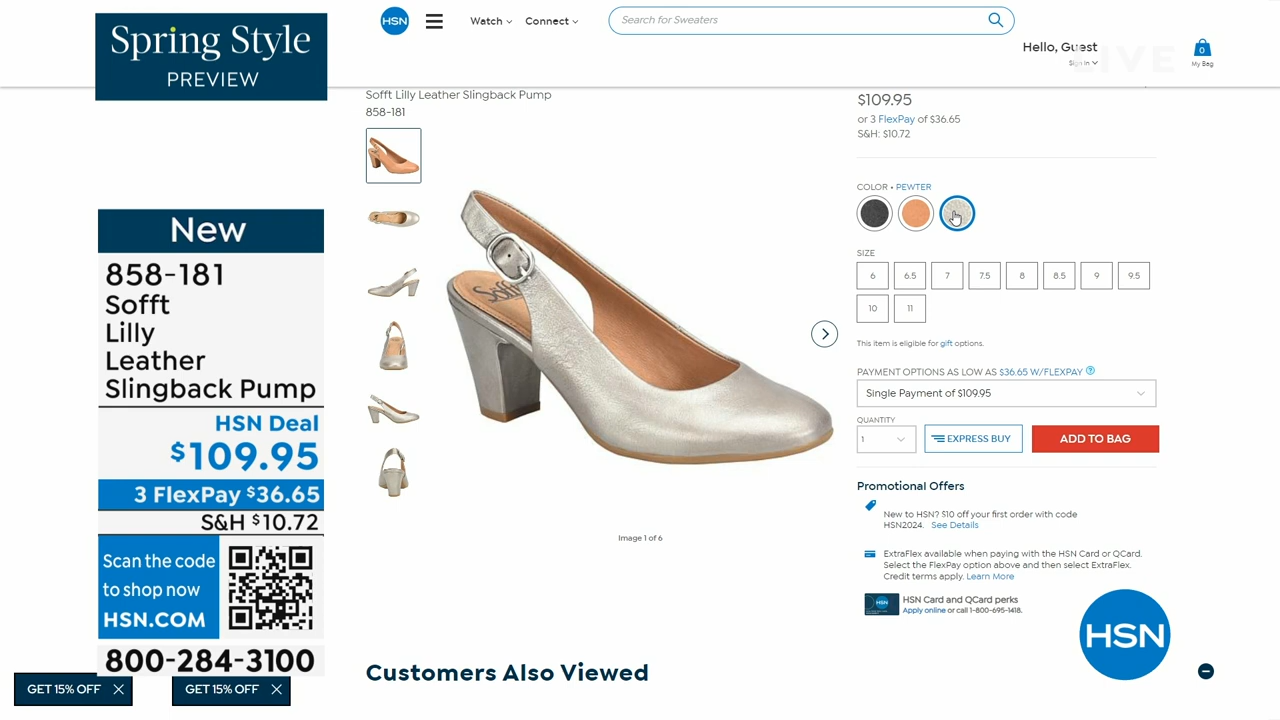 Spring Style
PREVIEW
HSN
Watch
Connect
Search for Sweaters
Hello, Guest
Sign In
LIVE
0
My Bag
Sofft Lilly Leather Slingback Pump
858-181
$109.95
or 3 FlexPay of $36.65
S&H: $10.72
COLOR • PEWTER
SIZE
6 6.5 7 7.5 8 8.5 9 9.5
10 11
This item is eligible for gift options.
PAYMENT OPTIONS AS LOW AS $36.65 W/FLEXPAY ?
Single Payment of $109.95
QUANTITY
1
EXPRESS BUY
ADD TO BAG
Promotional Offers
New to HSN? $10 off your first order with code
HSN2024. See Details
ExtraFlex available when paying with the HSN Card or QCard.
Select the FlexPay option above and then select ExtraFlex.
Credit terms apply. Learn More
HSN
HSN Card and QCard perks
Apply online or call 1-800-695-1418.
Sofft
Image 1 of 6
New
858-181
Sofft
Lilly
Leather
Slingback Pump
HSN Deal
$109.95
3 FlexPay $36.65
S&H $10.72
Scan the code
to shop now
HSN.COM
800-284-3100
GET 15% OFF
GET 15% OFF
Customers Also Viewed
HSN